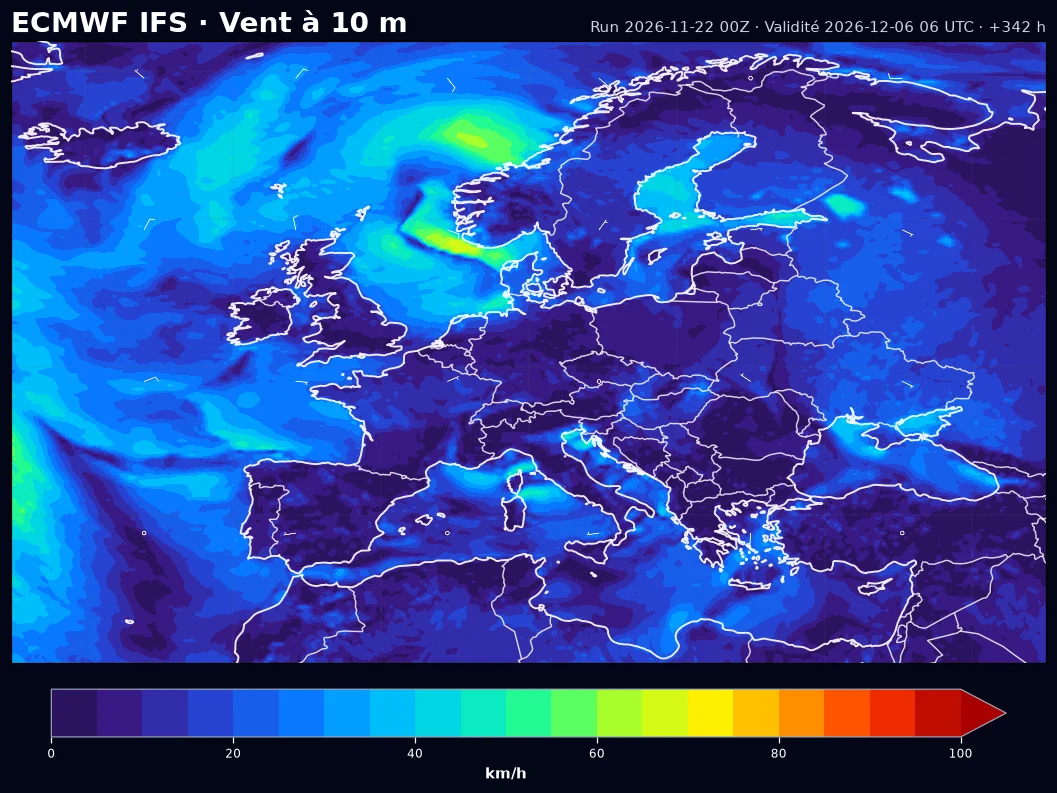 ECMWF IFS · Vent à 10 m
Run 2026-11-22 00Z · Validité 2026-12-06 06 UTC · +342 h
0 20 40 60 80 100
km/h